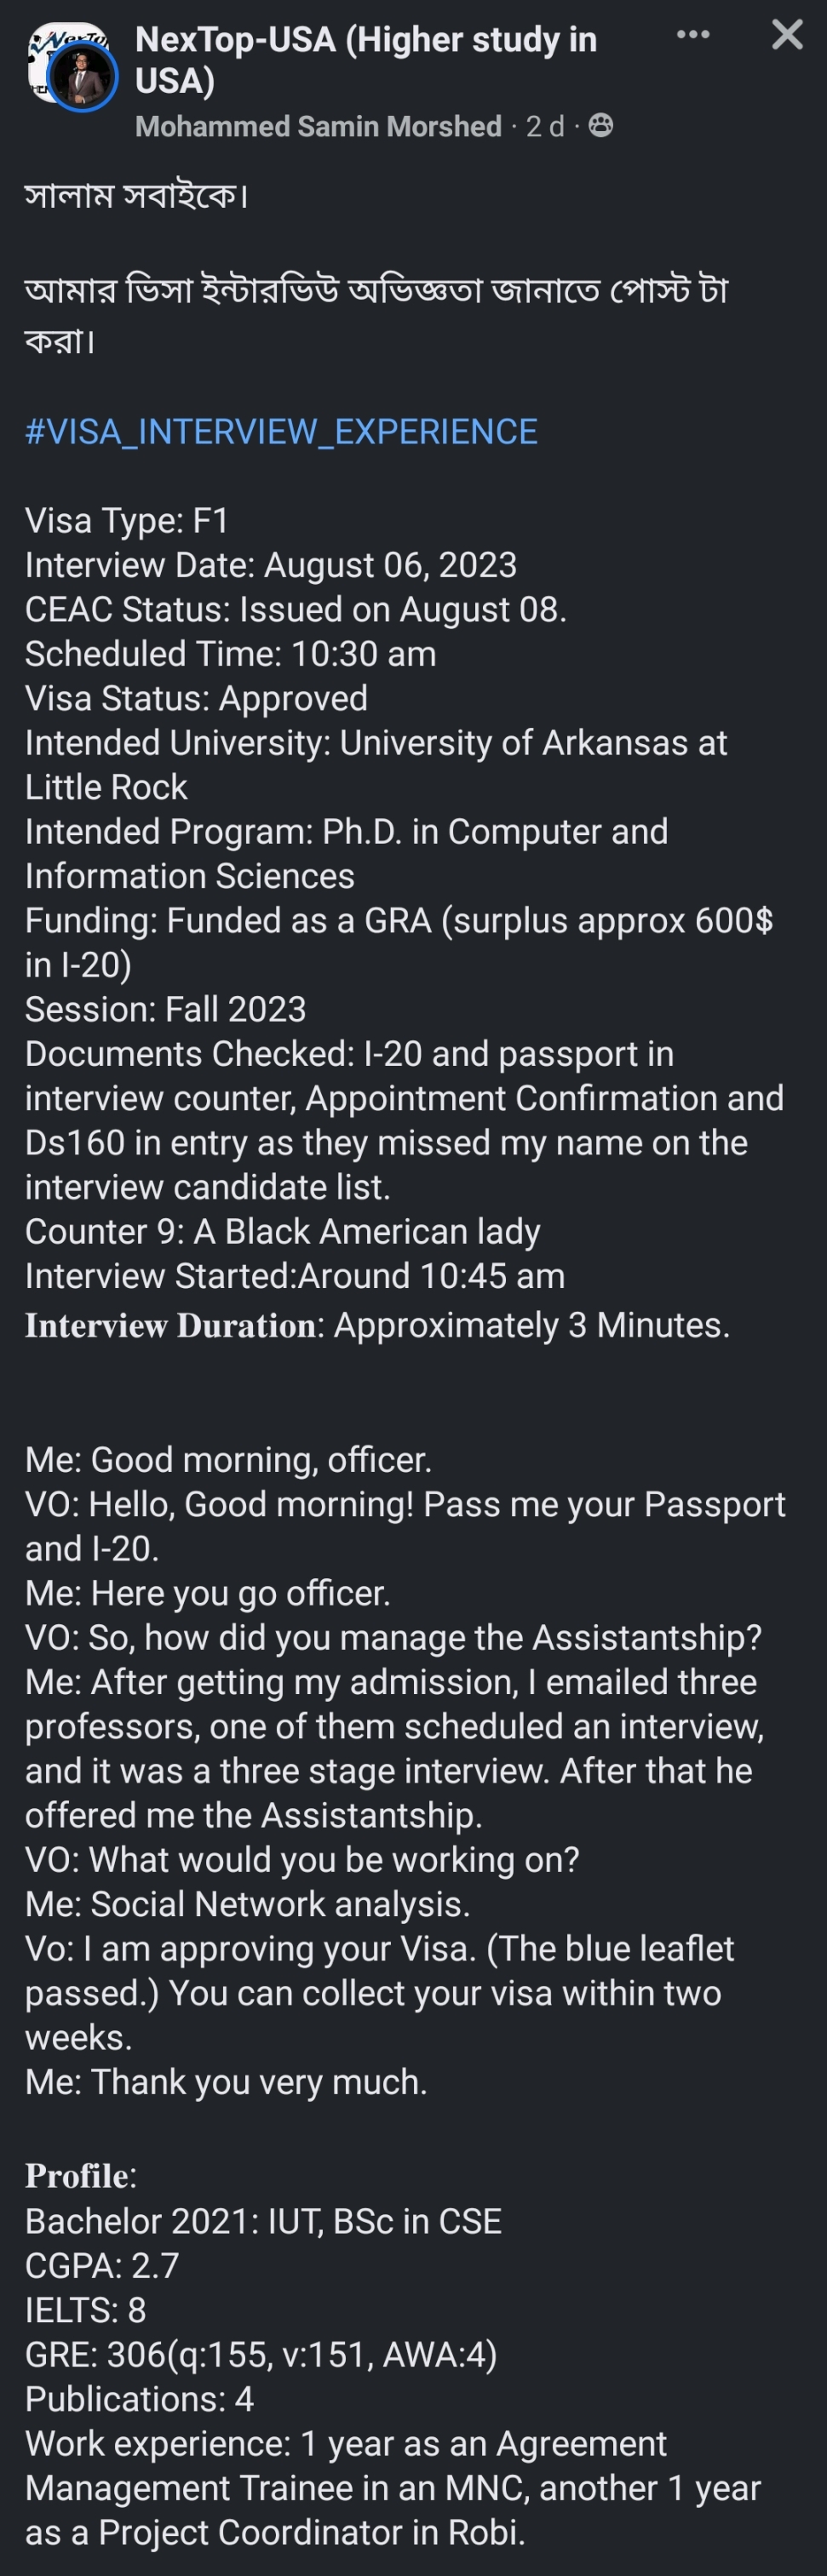 NexTop-USA (Higher study in
USA)
Mohammed Samin Morshed · 2 d ·
সালাম সবাইকে।
আমার ভিসা ইন্টারভিউ অভিজ্ঞতা জানাতে পোস্ট টা
করা।
#VISA_INTERVIEW_EXPERIENCE
Visa Type: F1
Interview Date: August 06, 2023
CEAC Status: Issued on August 08.
Scheduled Time: 10:30 am
Visa Status: Approved
Intended University: University of Arkansas at
Little Rock
Intended Program: Ph.D. in Computer and
Information Sciences
Funding: Funded as a GRA (surplus approx 600$
in I-20)
Session: Fall 2023
Documents Checked: I-20 and passport in
interview counter, Appointment Confirmation and
Ds160 in entry as they missed my name on the
interview candidate list.
Counter 9: A Black American lady
Interview Started:Around 10:45 am
Interview Duration: Approximately 3 Minutes.
Me: Good morning, officer.
VO: Hello, Good morning! Pass me your Passport
and I-20.
Me: Here you go officer.
VO: So, how did you manage the Assistantship?
Me: After getting my admission, I emailed three
professors, one of them scheduled an interview,
and it was a three stage interview. After that he
offered me the Assistantship.
VO: What would you be working on?
Me: Social Network analysis.
Vo: I am approving your Visa. (The blue leaflet
passed.) You can collect your visa within two
weeks.
Me: Thank you very much.
Profile:
Bachelor 2021: IUT, BSc in CSE
CGPA: 2.7
IELTS: 8
GRE: 306(q:155, v:151, AWA:4)
Publications: 4
Work experience: 1 year as an Agreement
Management Trainee in an MNC, another 1 year
as a Project Coordinator in Robi.